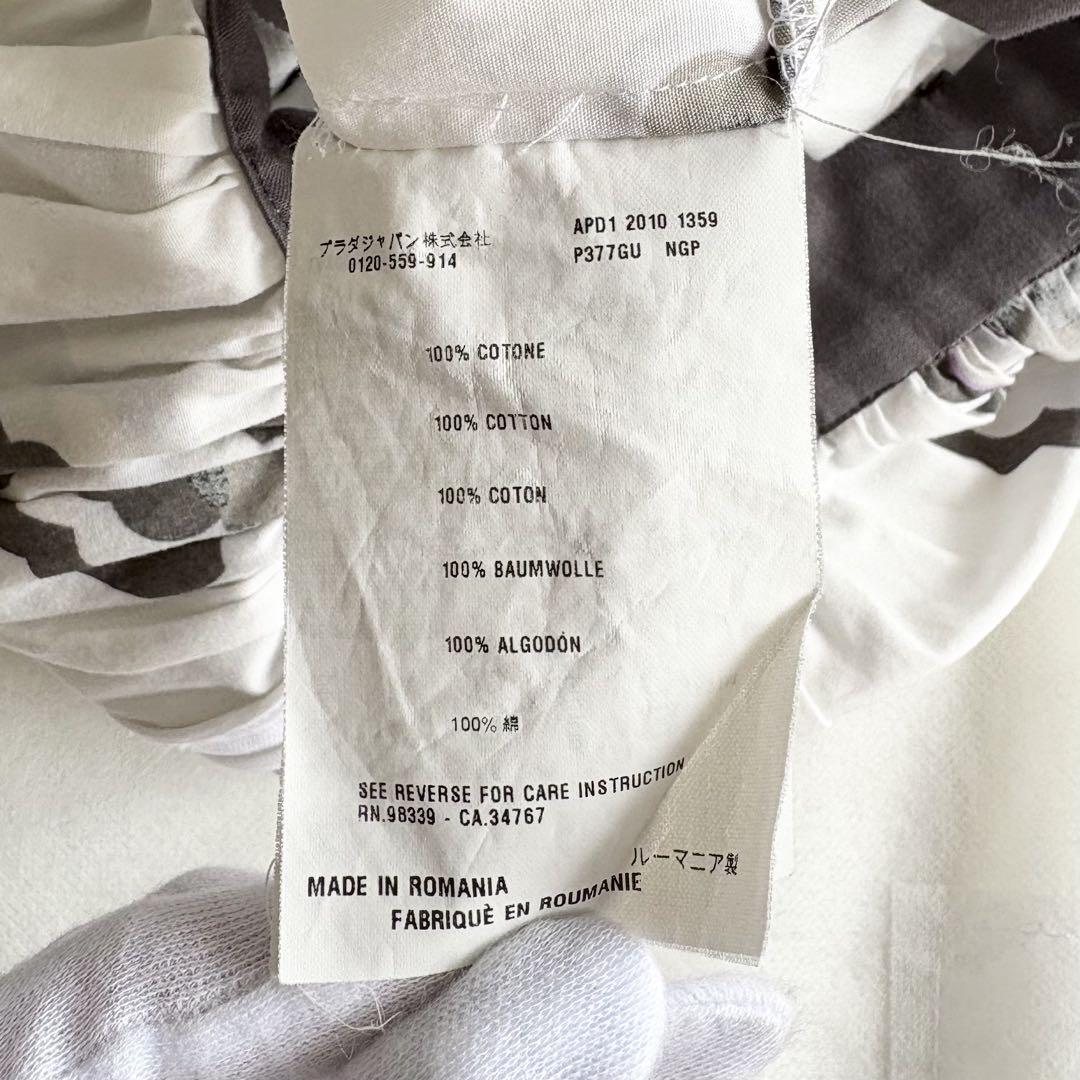 プラダジャパン株式会社
0120-559-914
APD1 2010 1359
P377GU NGP
100% COTONE
100% COTTON
100% COTON
100% BAUMWOLLE
100% ALGODÓN
100% 綿
SEE REVERSE FOR CARE INSTRUCTION
RN.98339 - CA.34767
ルーマニア製
MADE IN ROMANIA
FABRIQUÈ EN ROUMANIE